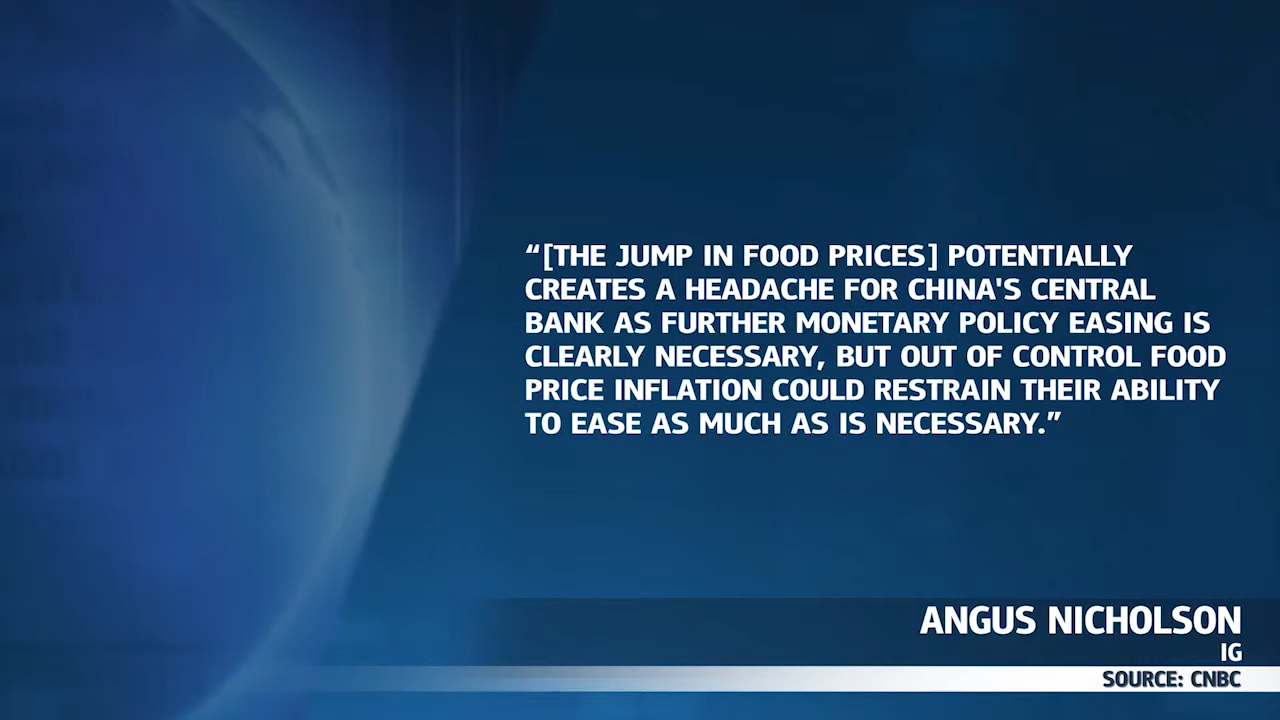 “[THE JUMP IN FOOD PRICES] POTENTIALLY
CREATES A HEADACHE FOR CHINA'S CENTRAL
BANK AS FURTHER MONETARY POLICY EASING IS
CLEARLY NECESSARY, BUT OUT OF CONTROL FOOD
PRICE INFLATION COULD RESTRAIN THEIR ABILITY
TO EASE AS MUCH AS IS NECESSARY.”
ANGUS NICHOLSON
IG
SOURCE: CNBC